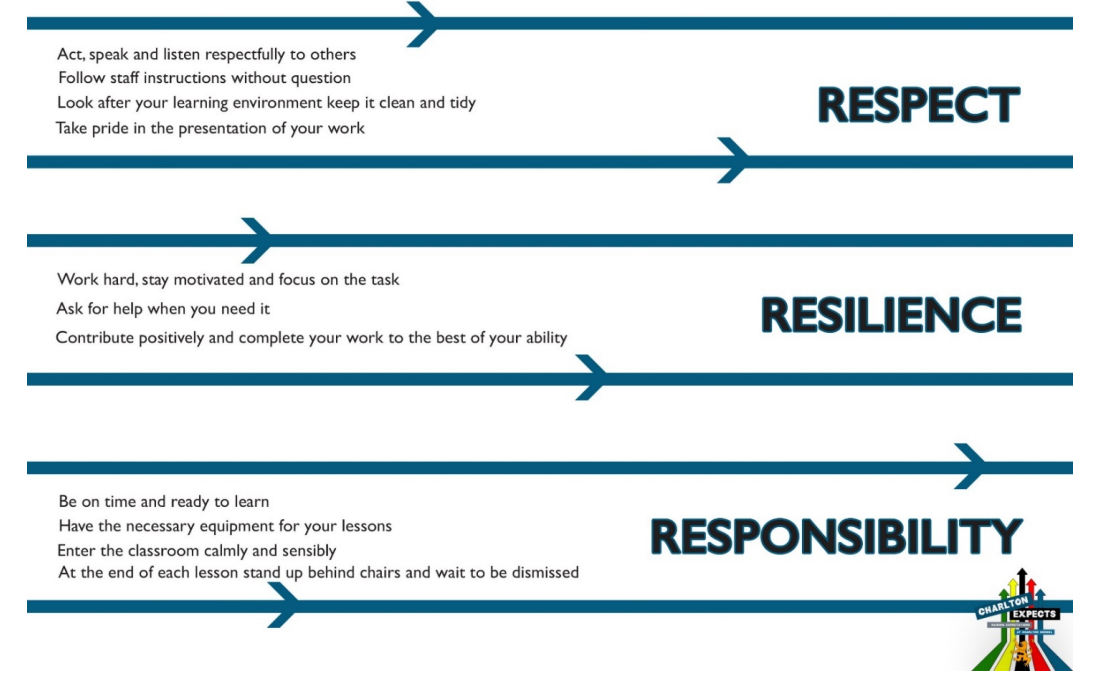 Act, speak and listen respectfully to others
Follow staff instructions without question
Look after your learning environment keep it clean and tidy
Take pride in the presentation of your work
RESPECT
Work hard, stay motivated and focus on the task
Ask for help when you need it
Contribute positively and complete your work to the best of your ability
RESILIENCE
Be on time and ready to learn
Have the necessary equipment for your lessons
Enter the classroom calmly and sensibly
At the end of each lesson stand up behind chairs and wait to be dismissed
RESPONSIBILITY
CHARLTON
EXPECTS